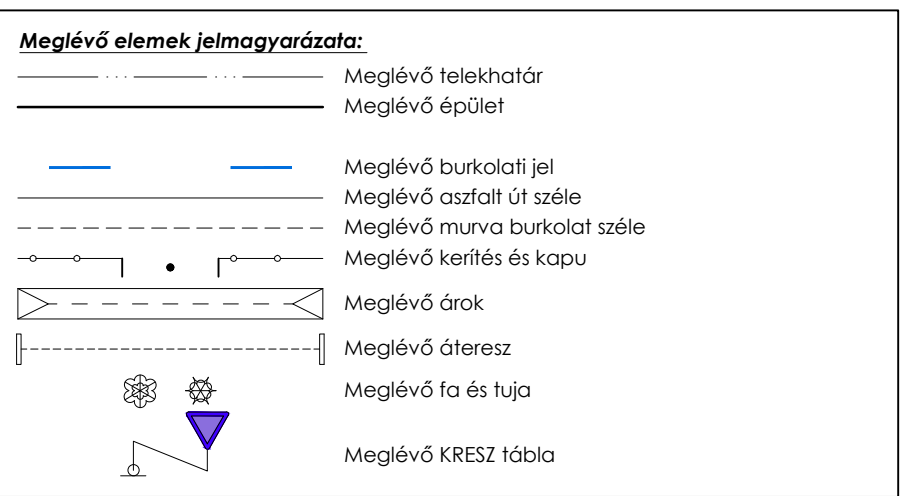 Meglévő elemek jelmagyarázata:
Meglévő telekhatár
Meglévő épület
Meglévő burkolati jel
Meglévő aszfalt út széle
Meglévő murva burkolat széle
Meglévő kerítés és kapu
Meglévő árok
Meglévő áteresz
Meglévő fa és tuja
Meglévő KRESZ tábla